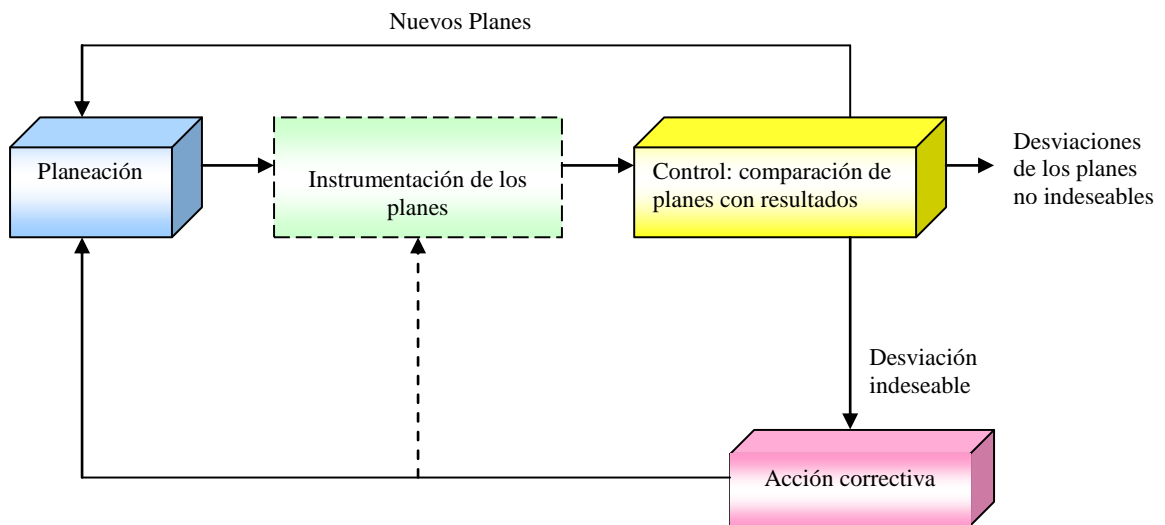 Nuevos Planes
Planeación
Instrumentación de los
planes
Control: comparación de
planes con resultados
Desviaciones
de los planes
no indeseables
Desviación
indeseable
Acción correctiva